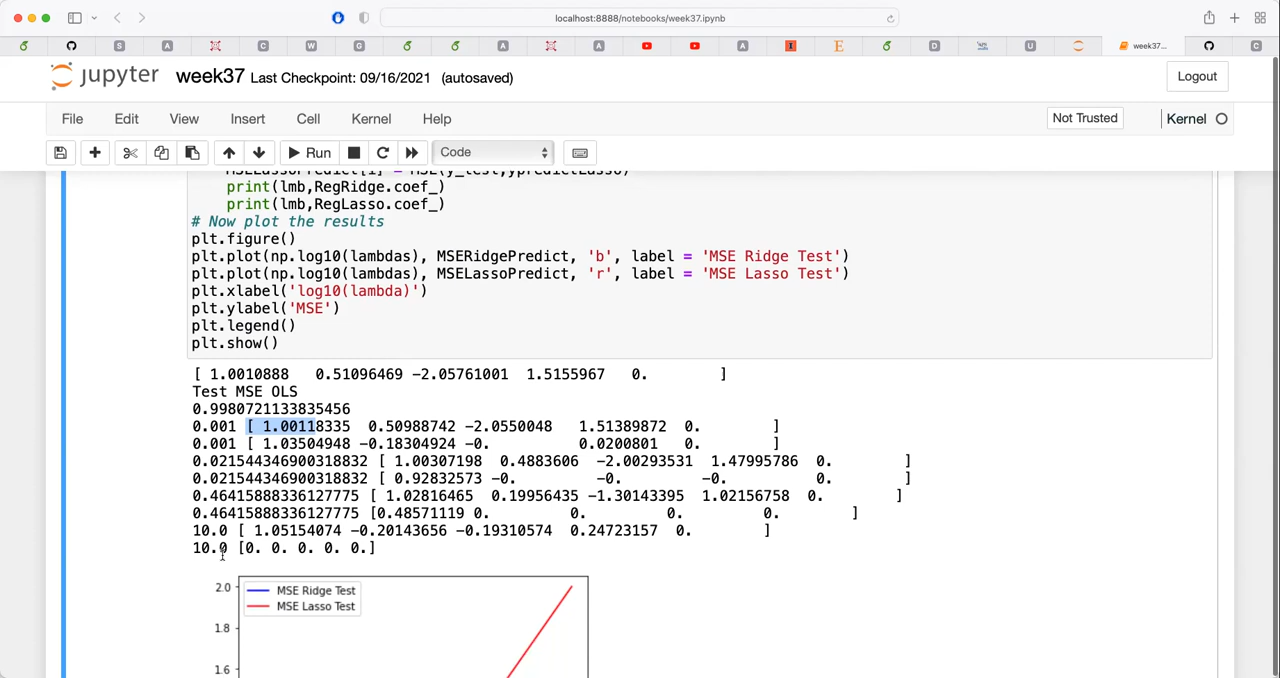 localhost:8888/notebooks/week37.ipynb
S A C W G A A A I E D U week37... C
jupyter week37 Last Checkpoint: 09/16/2021 (autosaved) Logout
File Edit View Insert Cell Kernel Help Not Trusted Kernel
Run Code
MSELassoPredict[i] = MSE(y_test,ypredictLasso)
print(lmb,RegRidge.coef_)
print(lmb,RegLasso.coef_)
# Now plot the results
plt.figure()
plt.plot(np.log10(lambdas), MSERidgePredict, 'b', label = 'MSE Ridge Test')
plt.plot(np.log10(lambdas), MSELassoPredict, 'r', label = 'MSE Lasso Test')
plt.xlabel('log10(lambda)')
plt.ylabel('MSE')
plt.legend()
plt.show()
[ 1.0010888 0.51096469 -2.05761001 1.5155967 0. ]
Test MSE OLS
0.9980721133835456
0.001 [ 1.00118335 0.50988742 -2.0550048 1.51389872 0. ]
0.001 [ 1.03504948 -0.18304924 -0. 0.0200801 0. ]
0.021544346900318832 [ 1.00307198 0.4883606 -2.00293531 1.47995786 0. ]
0.021544346900318832 [ 0.92832573 -0. -0. -0. 0. ]
0.46415888336127775 [ 1.02816465 0.19956435 -1.30143395 1.02156758 0. ]
0.46415888336127775 [0.48571119 0. 0. 0. 0. ]
10.0 [ 1.05154074 -0.20143656 -0.19310574 0.24723157 0. ]
10.0 [0. 0. 0. 0. 0.]
2.0
MSE Ridge Test
MSE Lasso Test
1.8
1.6